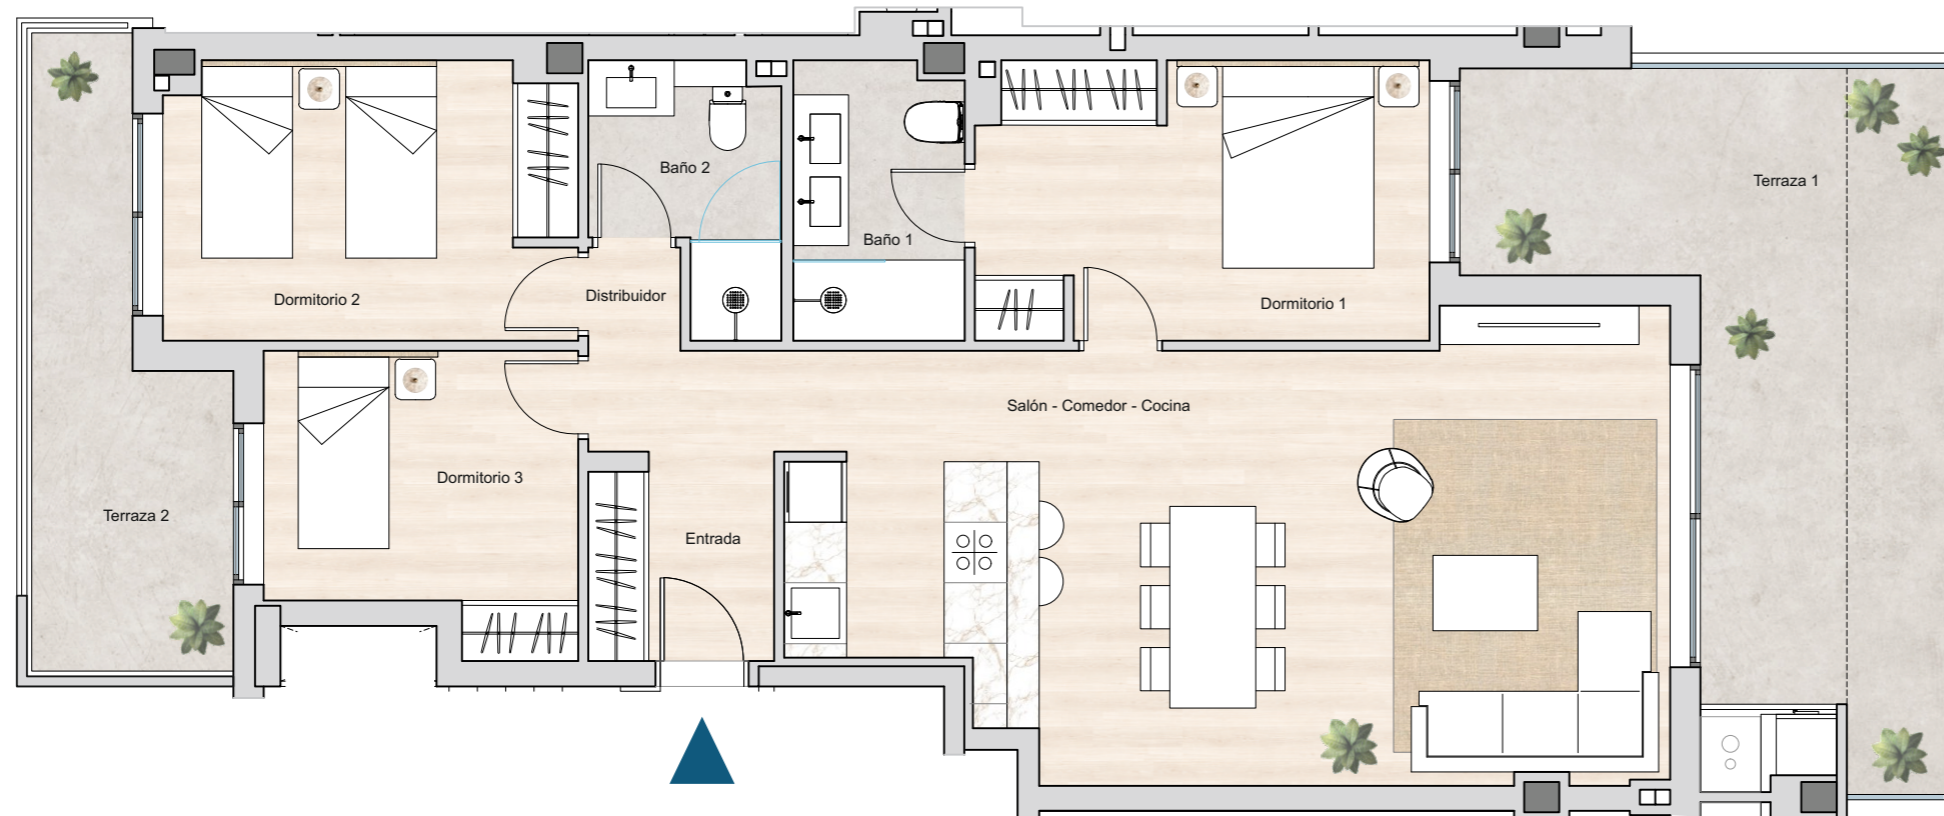 Baño 2
Terraza 1
Baño 1
Dormitorio 2
Distribuidor
Dormitorio 1
Salón - Comedor - Cocina
Dormitorio 3
Terraza 2
Entrada